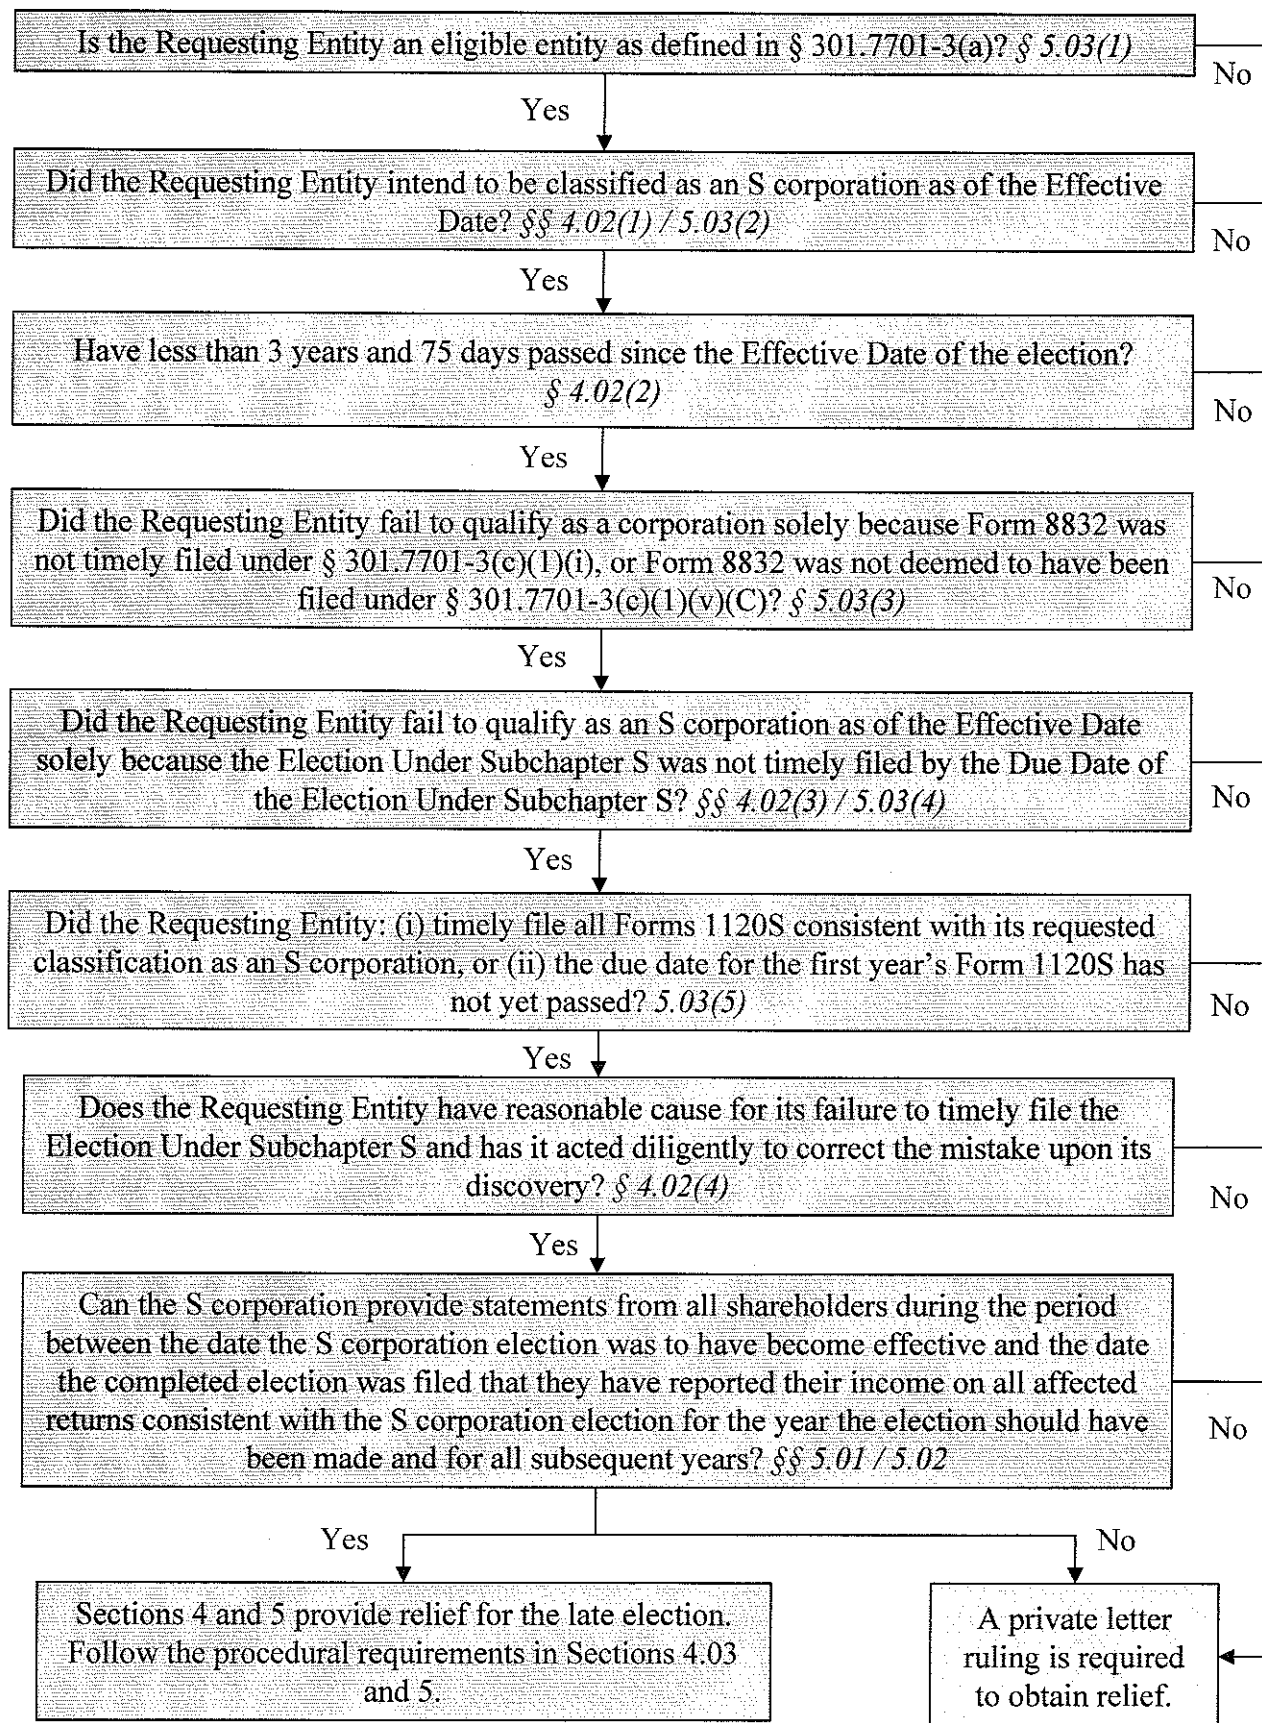 Is the Requesting Entity an eligible entity as defined in § 301.7701-3(a)? § 5.03(1)
No
Yes
Did the Requesting Entity intend to be classified as an S corporation as of the Effective
Date? §§ 4.02(1) / 5.03(2)
No
Yes
Have less than 3 years and 75 days passed since the Effective Date of the election?
§ 4.02(2)
No
Yes
Did the Requesting Entity fail to qualify as a corporation solely because Form 8832 was
not timely filed under § 301.7701-3(c)(1)(i), or Form 8832 was not deemed to have been
filed under § 301.7701-3(c)(1)(v)(C)? § 5.03(3)
No
Yes
Did the Requesting Entity fail to qualify as an S corporation as of the Effective Date
solely because the Election Under Subchapter S was not timely filed by the Due Date of
the Election Under Subchapter S? §§ 4.02(3) / 5.03(4)
No
Yes
Did the Requesting Entity: (i) timely file all Forms 1120S consistent with its requested
classification as an S corporation, or (ii) the due date for the first year's Form 1120S has
not yet passed? 5.03(5)
No
Yes
Does the Requesting Entity have reasonable cause for its failure to timely file the
Election Under Subchapter S and has it acted diligently to correct the mistake upon its
discovery? § 4.02(4)
No
Yes
Can the S corporation provide statements from all shareholders during the period
between the date the S corporation election was to have become effective and the date
the completed election was filed that they have reported their income on all affected
returns consistent with the S corporation election for the year the election should have
been made and for all subsequent years? §§ 5.01 / 5.02
No
Yes
No
Sections 4 and 5 provide relief for the late election.
Follow the procedural requirements in Sections 4.03
and 5.
A private letter
ruling is required
to obtain relief.